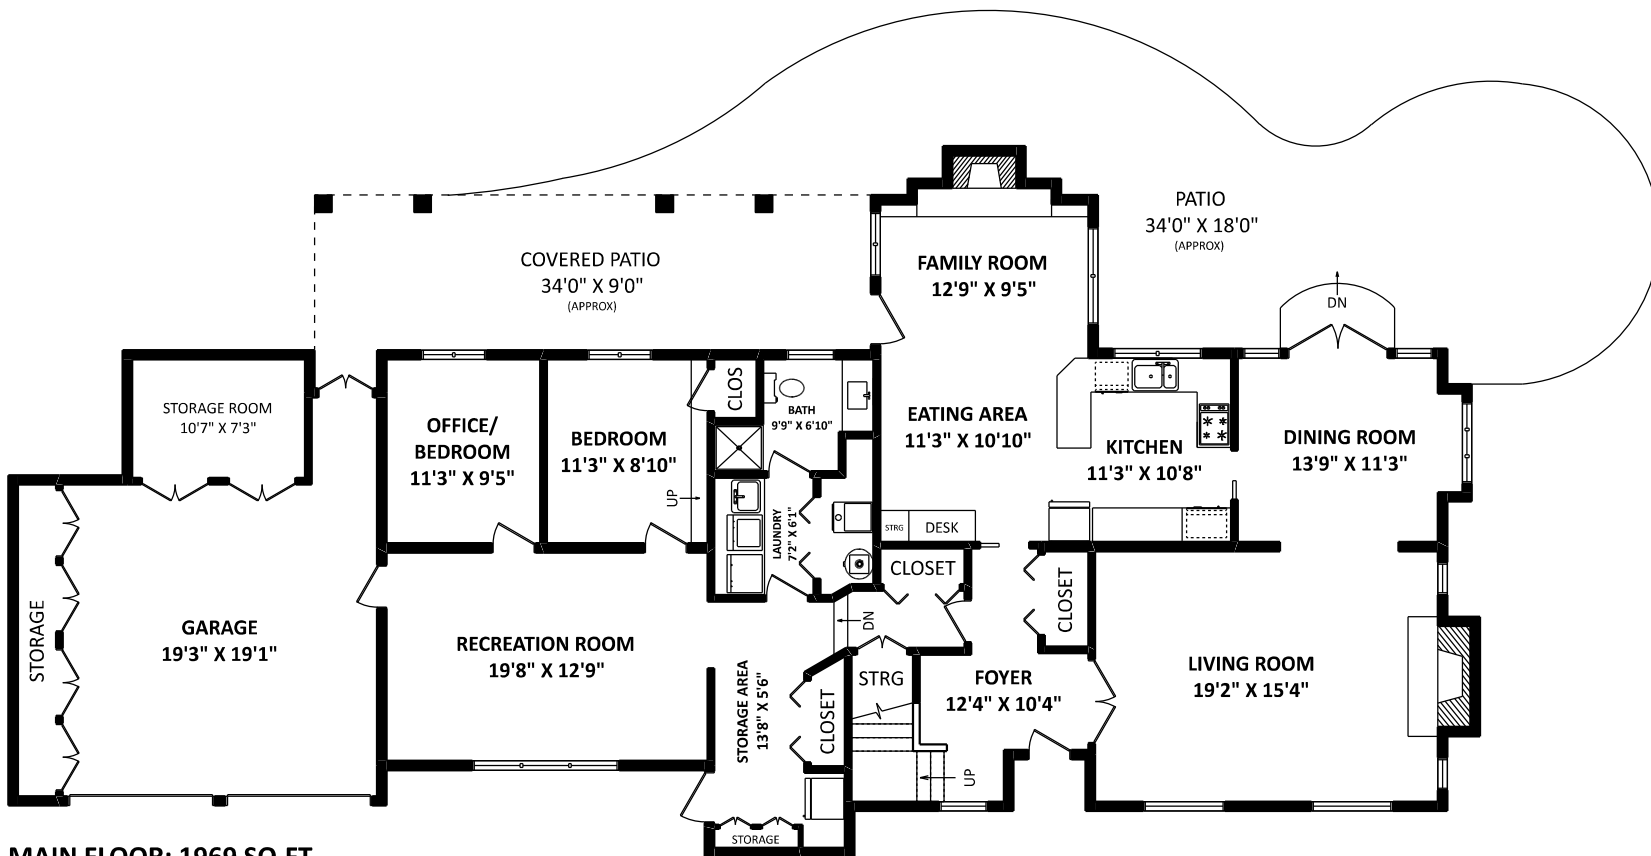 PATIO
34'0" X 18'0"
(APPROX)
COVERED PATIO
34'0" X 9'0"
(APPROX)
FAMILY ROOM
12'9" X 9'5"
DN
STORAGE ROOM
10'7" X 7'3"
OFFICE/
BEDROOM
11'3" X 9'5"
BEDROOM
11'3" X 8'10"
UP
CLOS
BATH
9'9" X 6'10"
EATING AREA
11'3" X 10'10"
KITCHEN
11'3" X 10'8"
DINING ROOM
13'9" X 11'3"
LAUNDRY
7'2" X 6'1"
STRG
DESK
CLOSET
CLOSET
DN
STORAGE
GARAGE
19'3" X 19'1"
RECREATION ROOM
19'8" X 12'9"
STORAGE AREA
13'8" X 5'6"
CLOSET
STRG
FOYER
12'4" X 10'4"
LIVING ROOM
19'2" X 15'4"
UP
STORAGE
MAIN FLOOR: 1969 SQ.FT.